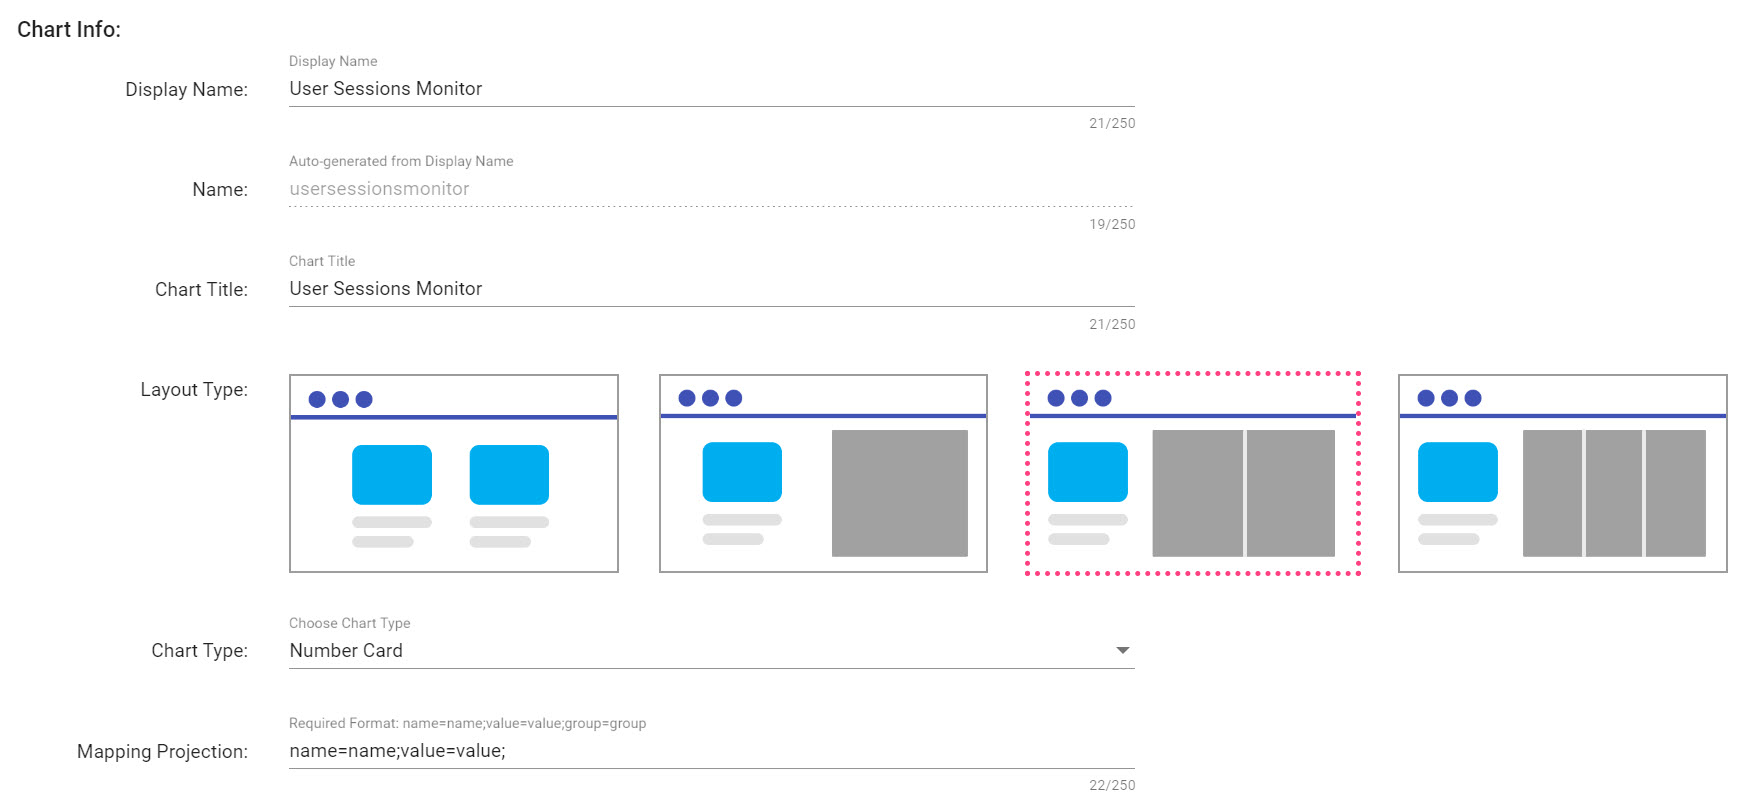 Chart Info:
Display Name
Display Name:
User Sessions Monitor
21/250
Auto-generated from Display Name
Name:
usersessionsmonitor
19/250
Chart Title
Chart Title:
User Sessions Monitor
21/250
Layout Type:
Choose Chart Type
Chart Type:
Number Card
Required Format: name=name;value=value;group=group
Mapping Projection:
name=name;value=value;
22/250